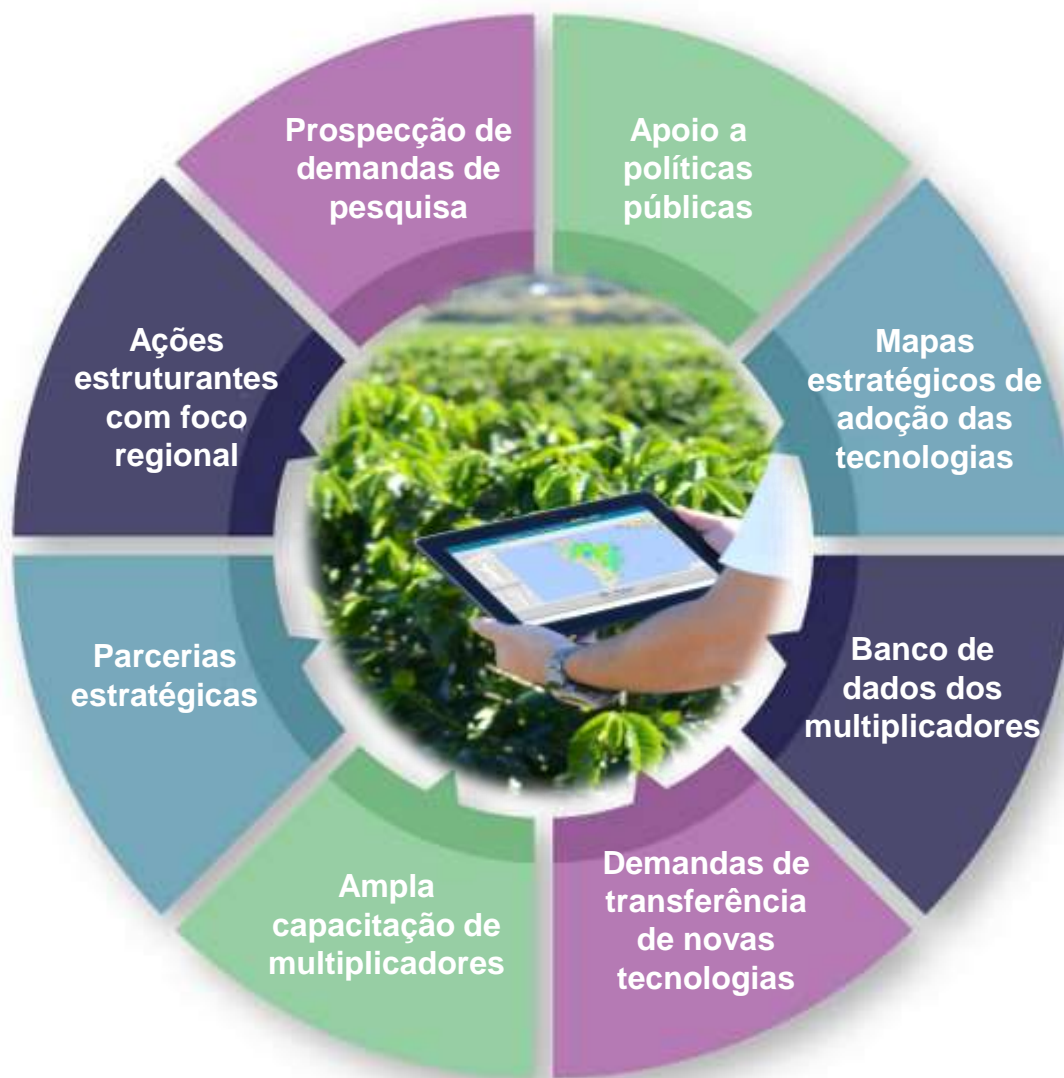 Prospecção de
demandas de
pesquisa
Apoio a
políticas
públicas
Mapas
estratégicos de
adoção das
tecnologias
Banco de
dados dos
multiplicadores
Demandas de
transferência
de novas
tecnologias
Ampla
capacitação de
multiplicadores
Parcerias
estratégicas
Ações
estruturantes
com foco
regional